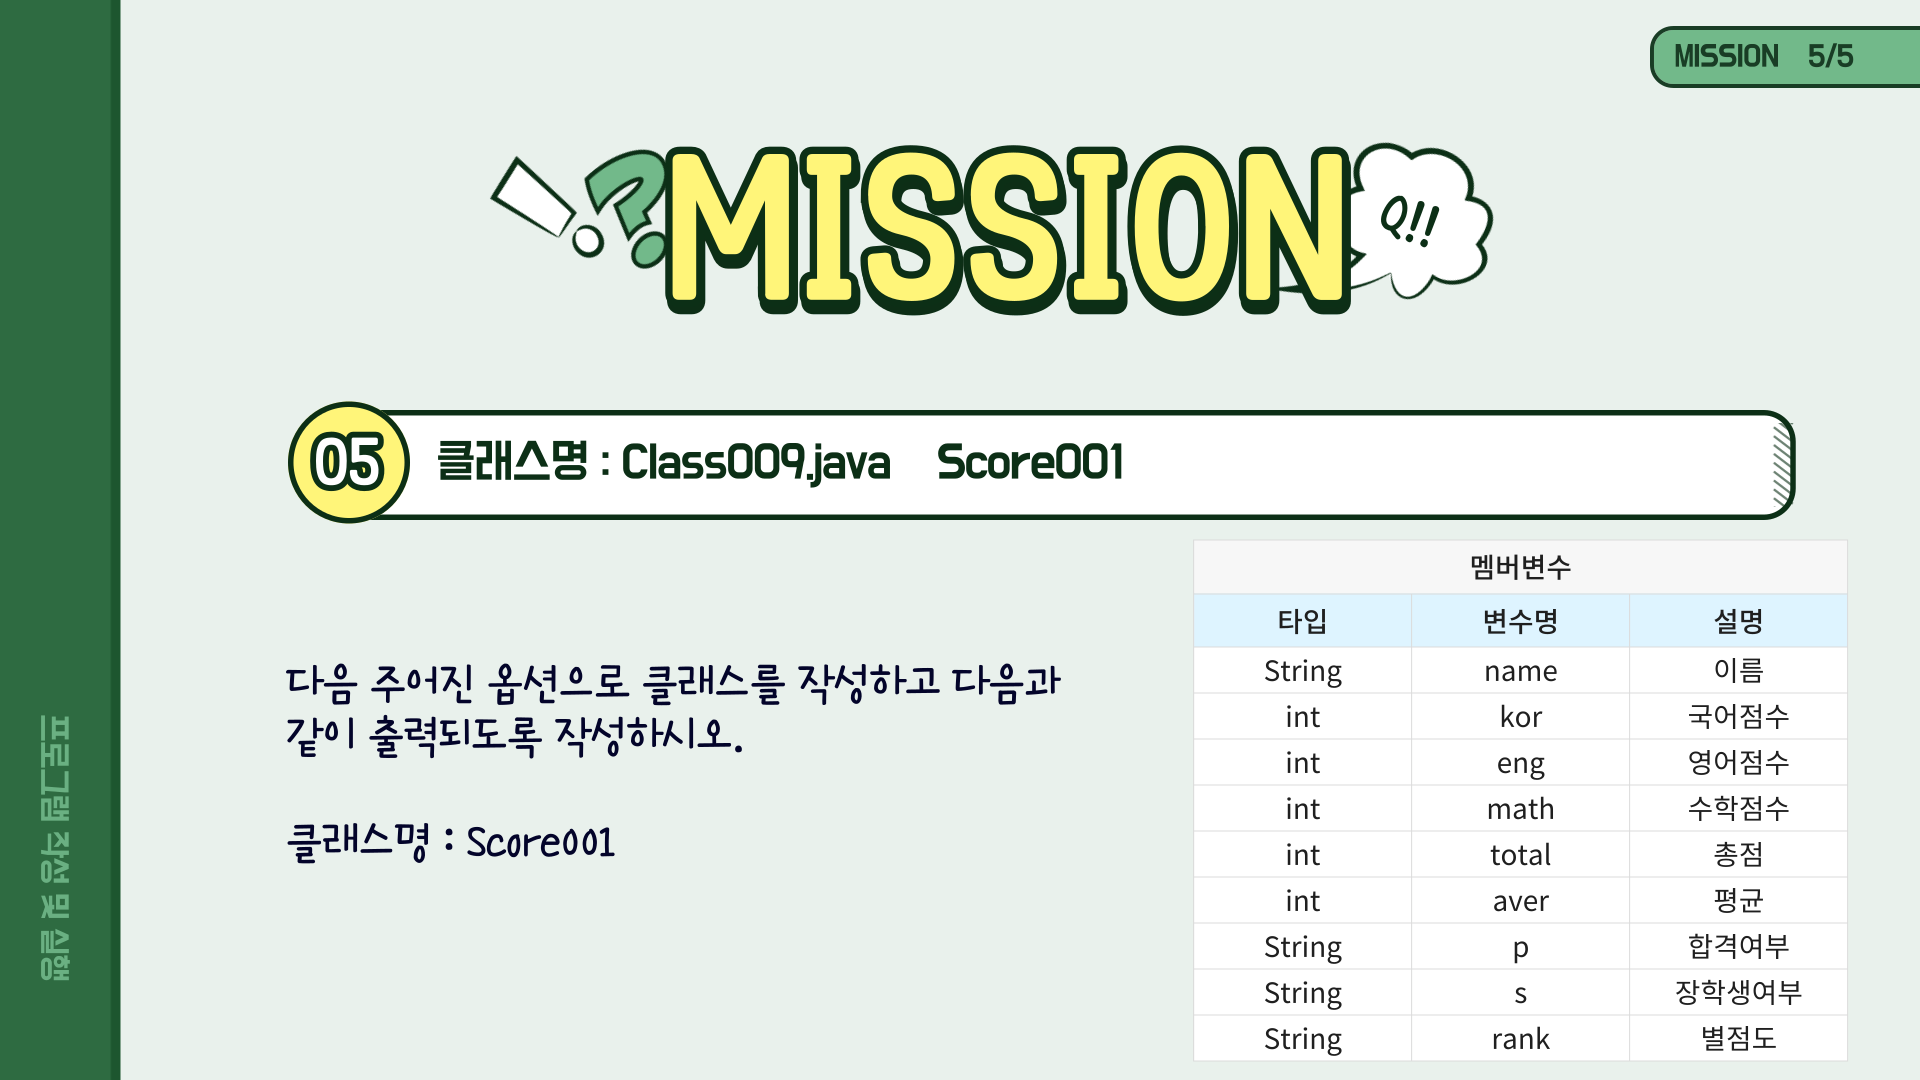 MISSION 5/5
MISSION
Q!!
05
클래스명 : Class009.java Score001
다음 주어진 옵션으로 클래스를 작성하고 다음과
같이 출력되도록 작성하시오.
클래스명 : Score001
멤버변수
타입 변수명 설명
String name 이름
int kor 국어점수
int eng 영어점수
int math 수학점수
int total 총점
int aver 평균
String p 합격여부
String s 장학생여부
String rank 별점도
프로그램 작성 및 실행